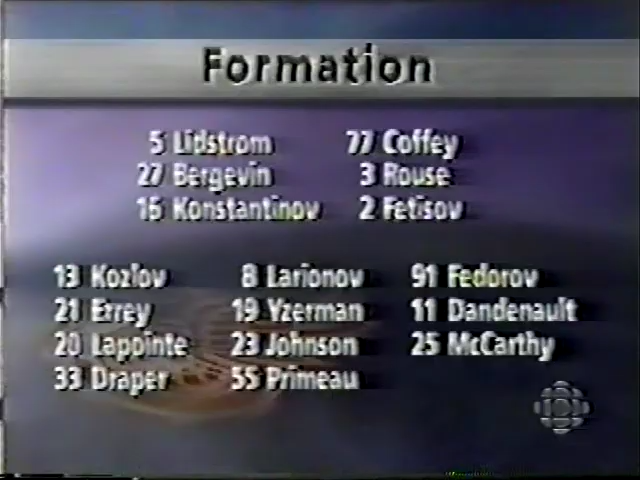 Formation
5 Lidstrom 77 Coffey
27 Bergevin 3 Rouse
16 Konstantinov 2 Fetisov
13 Kozlov 8 Larionov 91 Fedorov
21 Errey 19 Yzerman 11 Dandenault
20 Lapointe 23 Johnson 25 McCarthy
33 Draper 55 Primeau